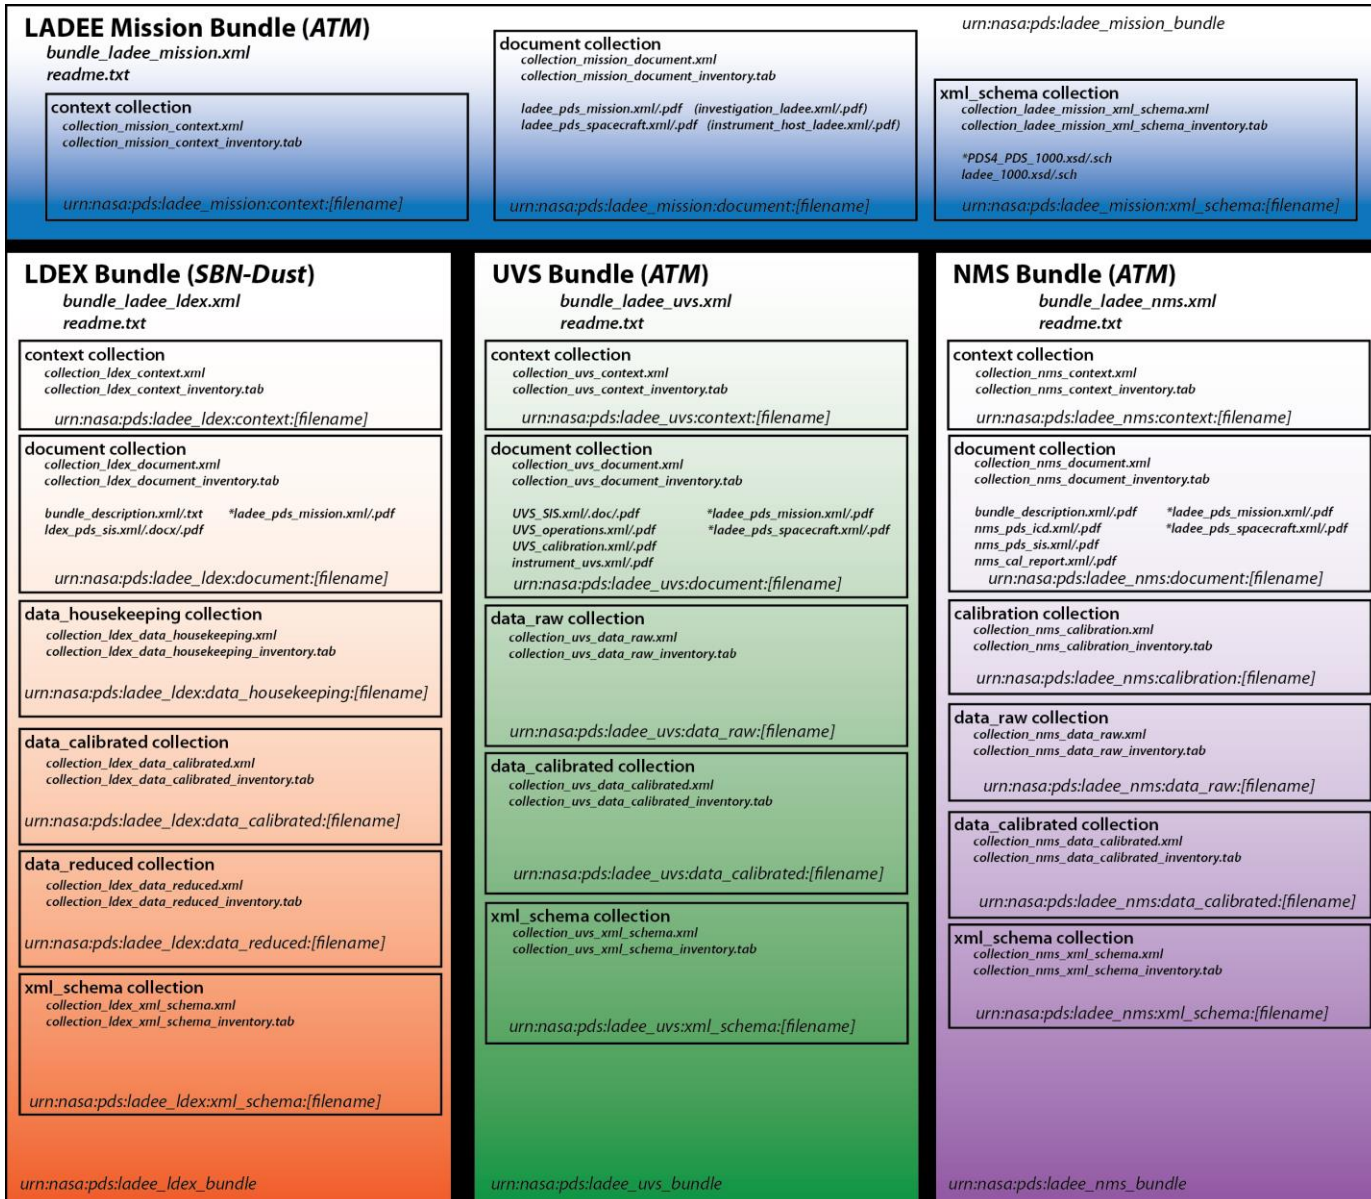 LADEE Mission Bundle (ATM)
bundle_ladee_mission.xml
readme.txt
context collection
collection_mission_context.xml
collection_mission_context_inventory.tab
urn:nasa:pds:ladee_mission:context:[filename]
document collection
collection_mission_document.xml
collection_mission_document_inventory.tab
ladee_pds_mission.xml/.pdf (investigation_ladee.xml/.pdf)
ladee_pds_spacecraft.xml/.pdf (instrument_host_ladee.xml/.pdf)
urn:nasa:pds:ladee_mission:document:[filename]
urn:nasa:pds:ladee_mission_bundle
xml_schema collection
collection_ladee_mission_xml_schema.xml
collection_ladee_mission_xml_schema_inventory.tab
*PDS4_PDS_1000.xsd/.sch
ladee_1000.xsd/.sch
urn:nasa:pds:ladee_mission:xml_schema:[filename]
LDEX Bundle (SBN-Dust)
bundle_ladee_ldex.xml
readme.txt
context collection
collection_ldex_context.xml
collection_ldex_context_inventory.tab
urn:nasa:pds:ladee_ldex:context:[filename]
document collection
collection_ldex_document.xml
collection_ldex_document_inventory.tab
bundle_description.xml/.txt *ladee_pds_mission.xml/.pdf
ldex_pds_sis.xml/.docx/.pdf
urn:nasa:pds:ladee_ldex:document:[filename]
data_housekeeping collection
collection_ldex_data_housekeeping.xml
collection_ldex_data_housekeeping_inventory.tab
urn:nasa:pds:ladee_ldex:data_housekeeping:[filename]
data_calibrated collection
collection_ldex_data_calibrated.xml
collection_ldex_data_calibrated_inventory.tab
urn:nasa:pds:ladee_ldex:data_calibrated:[filename]
data_reduced collection
collection_ldex_data_reduced.xml
collection_ldex_data_reduced_inventory.tab
urn:nasa:pds:ladee_ldex:data_reduced:[filename]
xml_schema collection
collection_ldex_xml_schema.xml
collection_ldex_xml_schema_inventory.tab
urn:nasa:pds:ladee_ldex:xml_schema:[filename]
urn:nasa:pds:ladee_ldex_bundle
UVS Bundle (ATM)
bundle_ladee_uvs.xml
readme.txt
context collection
collection_uvs_context.xml
collection_uvs_context_inventory.tab
urn:nasa:pds:ladee_uvs:context:[filename]
document collection
collection_uvs_document.xml
collection_uvs_document_inventory.tab
UVS_SIS.xml/.doc/.pdf *ladee_pds_mission.xml/.pdf
UVS_operations.xml/.pdf *ladee_pds_spacecraft.xml/.pdf
UVS_calibration.xml/.pdf
instrument_uvs.xml/.pdf
urn:nasa:pds:ladee_uvs:document:[filename]
data_raw collection
collection_uvs_data_raw.xml
collection_uvs_data_raw_inventory.tab
urn:nasa:pds:ladee_uvs:data_raw:[filename]
data_calibrated collection
collection_uvs_data_calibrated.xml
collection_uvs_data_calibrated_inventory.tab
urn:nasa:pds:ladee_uvs:data_calibrated:[filename]
xml_schema collection
collection_uvs_xml_schema.xml
collection_uvs_xml_schema_inventory.tab
urn:nasa:pds:ladee_uvs:xml_schema:[filename]
urn:nasa:pds:ladee_uvs_bundle
NMS Bundle (ATM)
bundle_ladee_nms.xml
readme.txt
context collection
collection_nms_context.xml
collection_nms_context_inventory.tab
urn:nasa:pds:ladee_nms:context:[filename]
document collection
collection_nms_document.xml
collection_nms_document_inventory.tab
bundle_description.xml/.pdf *ladee_pds_mission.xml/.pdf
nms_pds_icd.xml/.pdf *ladee_pds_spacecraft.xml/.pdf
nms_pds_sis.xml/.pdf
nms_cal_report.xml/.pdf
urn:nasa:pds:ladee_nms:document:[filename]
calibration collection
collection_nms_calibration.xml
collection_nms_calibration_inventory.tab
urn:nasa:pds:ladee_nms:calibration:[filename]
data_raw collection
collection_nms_data_raw.xml
collection_nms_data_raw_inventory.tab
urn:nasa:pds:ladee_nms:data_raw:[filename]
data_calibrated collection
collection_nms_data_calibrated.xml
collection_nms_data_calibrated_inventory.tab
urn:nasa:pds:ladee_nms:data_calibrated:[filename]
xml_schema collection
collection_nms_xml_schema.xml
collection_nms_xml_schema_inventory.tab
urn:nasa:pds:ladee_nms:xml_schema:[filename]
urn:nasa:pds:ladee_nms_bundle